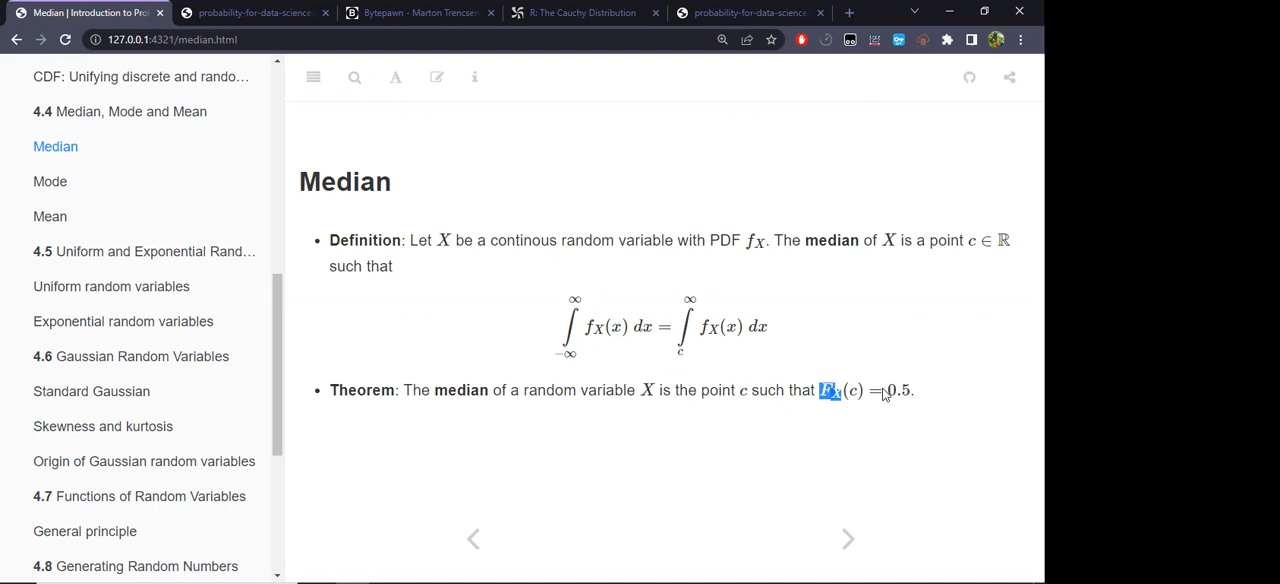 Median | Introduction to Pro
probability-for-data-science
Bytepawn - Marton Trencser
R: The Cauchy Distribution
probability-for-data-science
127.0.0.1:4321/median.html
CDF: Unifying discrete and rando…
4.4 Median, Mode and Mean
Median
Mode
Mean
4.5 Uniform and Exponential Rand…
Uniform random variables
Exponential random variables
4.6 Gaussian Random Variables
Standard Gaussian
Skewness and kurtosis
Origin of Gaussian random variables
4.7 Functions of Random Variables
General principle
4.8 Generating Random Numbers
Median
• Definition: Let X be a continous random variable with PDF f_X. The median of X is a point c ∈ ℝ
such that
∫_{-∞}^{∞} f_X(x) dx = ∫_c^∞ f_X(x) dx
• Theorem: The median of a random variable X is the point c such that F_X(c) = 0.5.